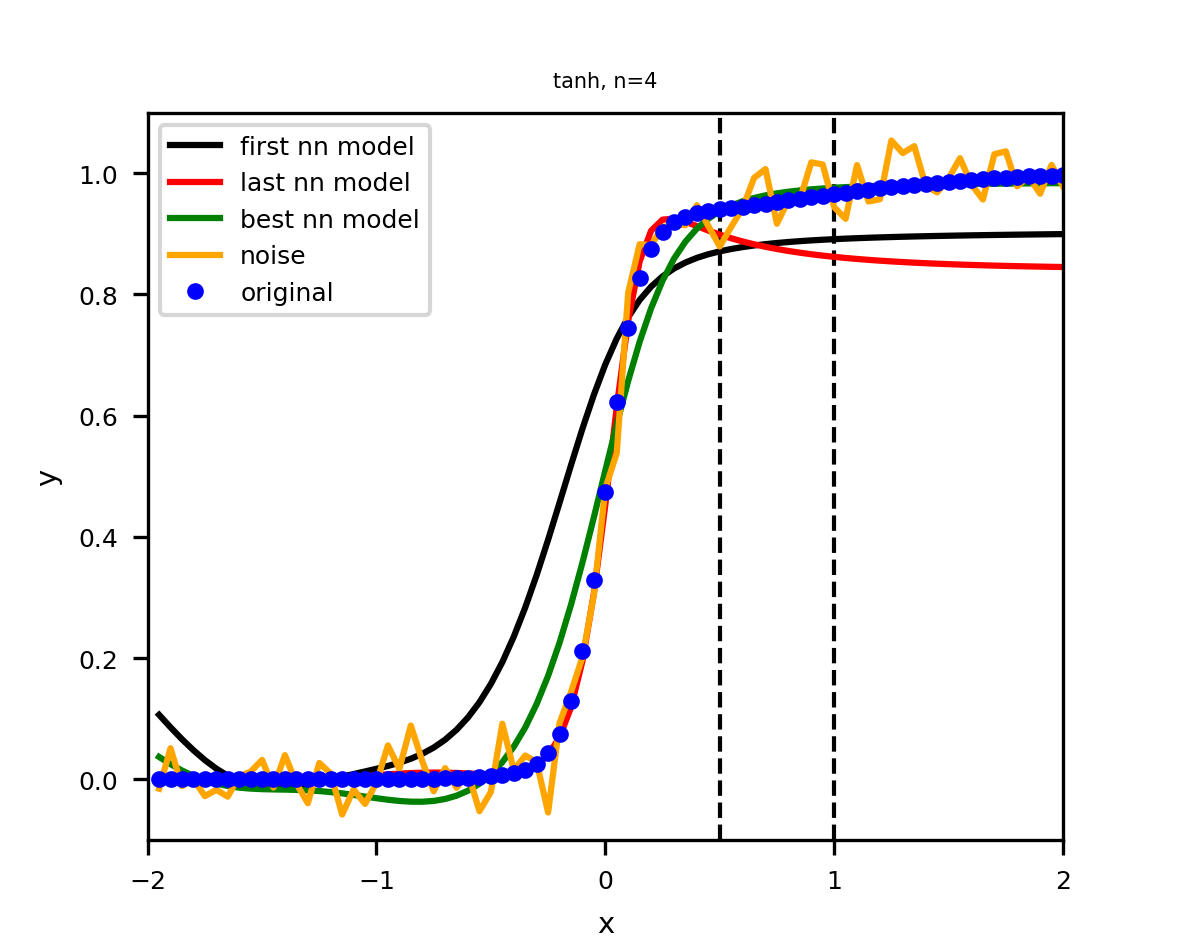 tanh, n=4
first nn model
last nn model
best nn model
noise
original
1.0
0.8
0.6
0.4
0.2
0.0
y
−2
−1
0
1
2
x